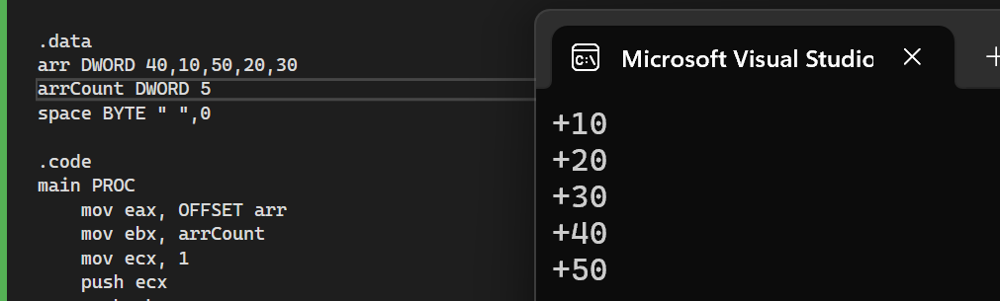 .data
arr DWORD 40,10,50,20,30
arrCount DWORD 5
space BYTE " ",0
.code
main PROC
mov eax, OFFSET arr
mov ebx, arrCount
mov ecx, 1
push ecx
C:\
Microsoft Visual Studio
+10
+20
+30
+40
+50